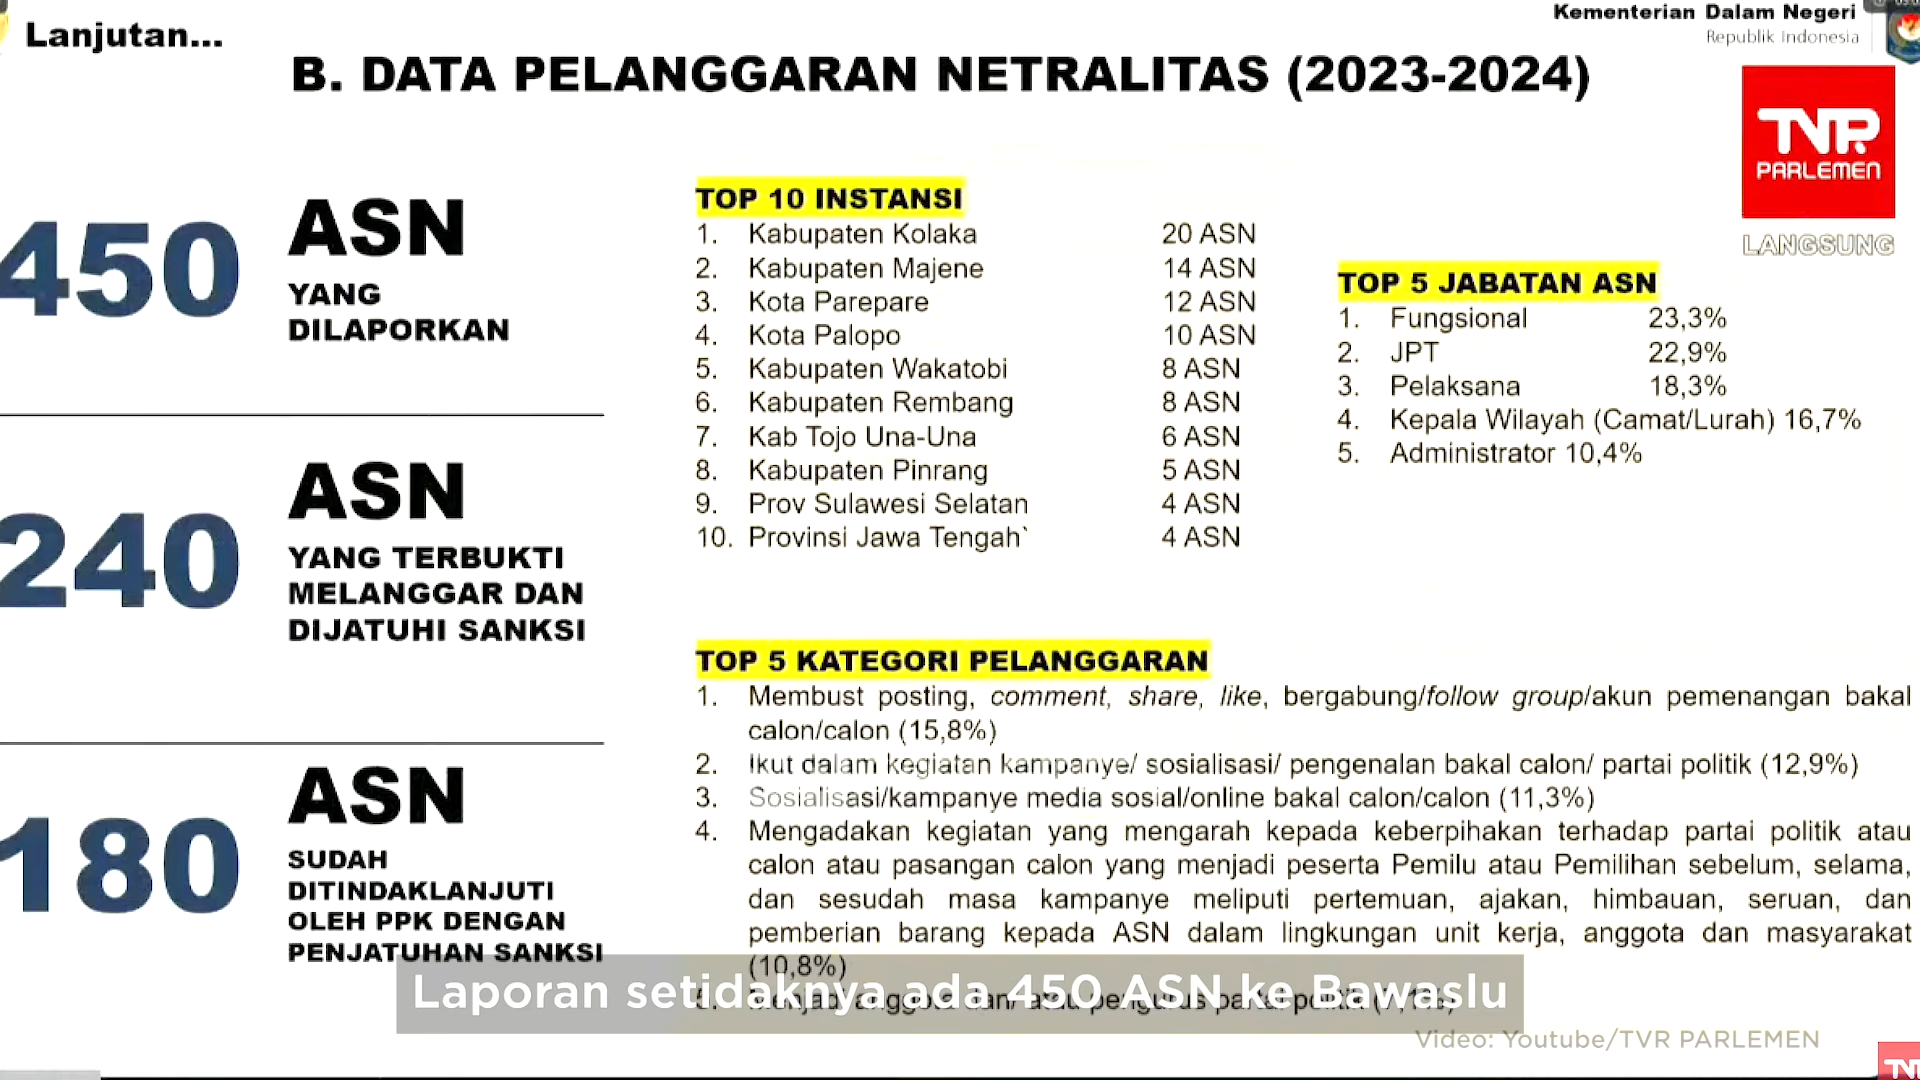 Lanjutan...
Kementerian Dalam Negeri
Republik Indonesia
B. DATA PELANGGARAN NETRALITAS (2023-2024)
TVR
PARLEMEN
LANGSUNG
450
ASN
YANG
DILAPORKAN
240
ASN
YANG TERBUKTI
MELANGGAR DAN
DIJATUHI SANKSI
180
ASN
SUDAH
DITINDAKLANJUTI
OLEH PPK DENGAN
PENJATUHAN SANKSI
TOP 10 INSTANSI
1. Kabupaten Kolaka 20 ASN
2. Kabupaten Majene 14 ASN
3. Kota Parepare 12 ASN
4. Kota Palopo 10 ASN
5. Kabupaten Wakatobi 8 ASN
6. Kabupaten Rembang 8 ASN
7. Kab Tojo Una-Una 6 ASN
8. Kabupaten Pinrang 5 ASN
9. Prov Sulawesi Selatan 4 ASN
10. Provinsi Jawa Tengah` 4 ASN
TOP 5 JABATAN ASN
1. Fungsional 23,3%
2. JPT 22,9%
3. Pelaksana 18,3%
4. Kepala Wilayah (Camat/Lurah) 16,7%
5. Administrator 10,4%
TOP 5 KATEGORI PELANGGARAN
1. Membust posting, comment, share, like, bergabung/follow group/akun pemenangan bakal
calon/calon (15,8%)
2. Ikut dalam kegiatan kampanye/ sosialisasi/ pengenalan bakal calon/ partai politik (12,9%)
3. Sosialisasi/kampanye media sosial/online bakal calon/calon (11,3%)
4. Mengadakan kegiatan yang mengarah kepada keberpihakan terhadap partai politik atau
calon atau pasangan calon yang menjadi peserta Pemilu atau Pemilihan sebelum, selama,
dan sesudah masa kampanye meliputi pertemuan, ajakan, himbauan, seruan, dan
pemberian barang kepada ASN dalam lingkungan unit kerja, anggota dan masyarakat
(10,8%)
5. Menjadi anggota dan/ atau pengurus partai politik
Laporan setidaknya ada 450 ASN ke Bawaslu
Video: Youtube/TVR PARLEMEN